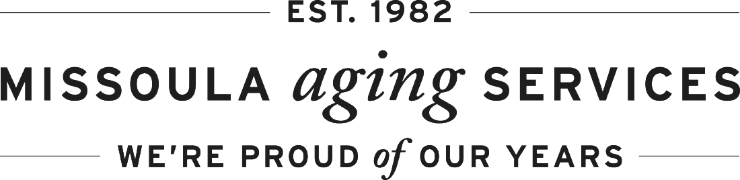 EST. 1982
MISSOULA aging SERVICES
WE'RE PROUD of OUR YEARS